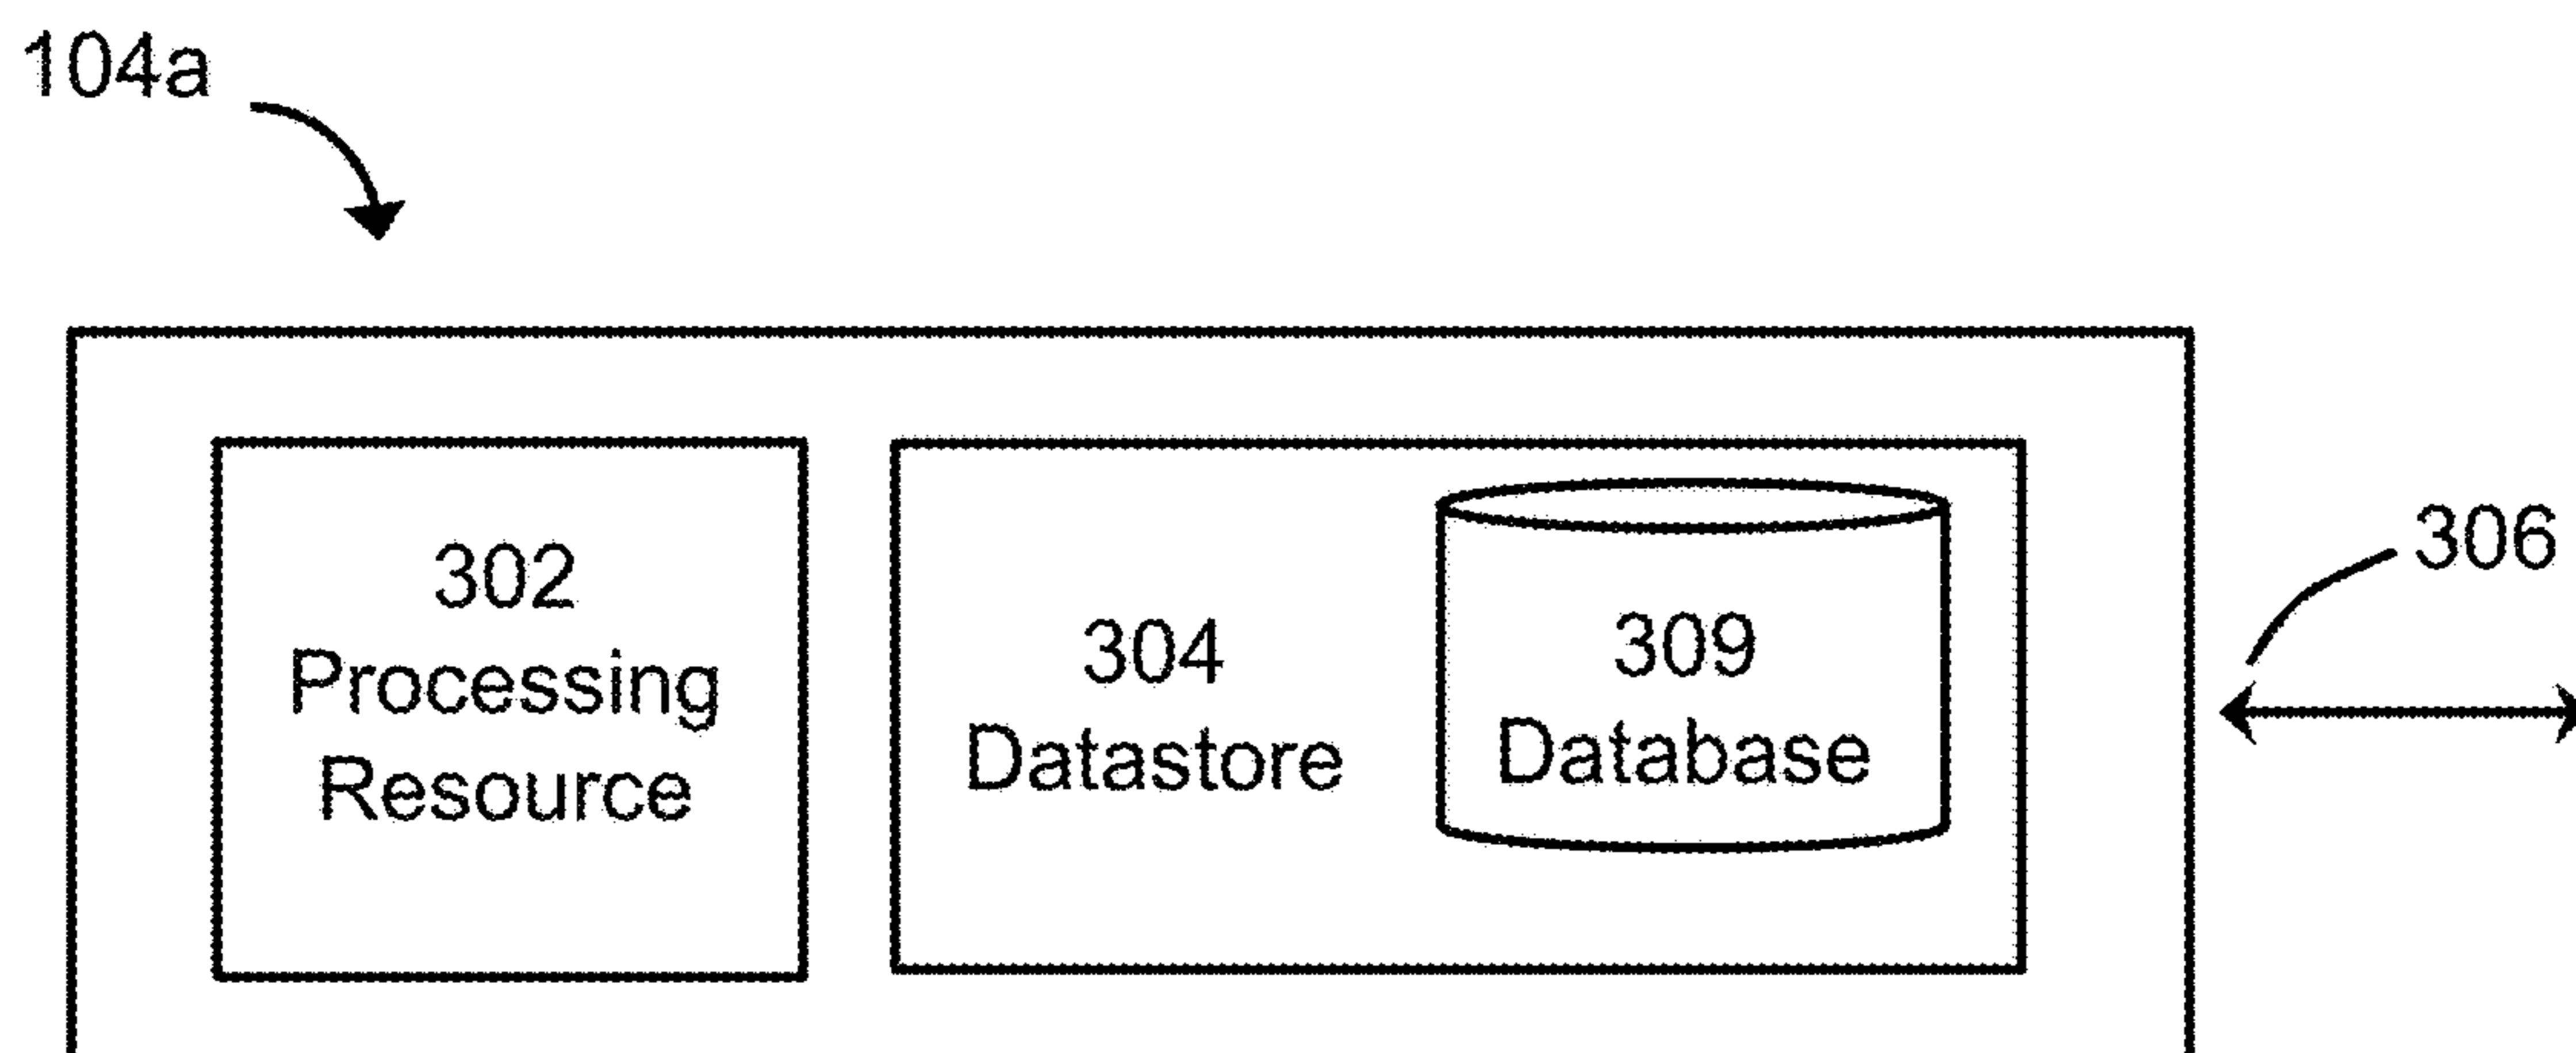 104a
302
Processing
Resource
304
Datastore
309
Database
306